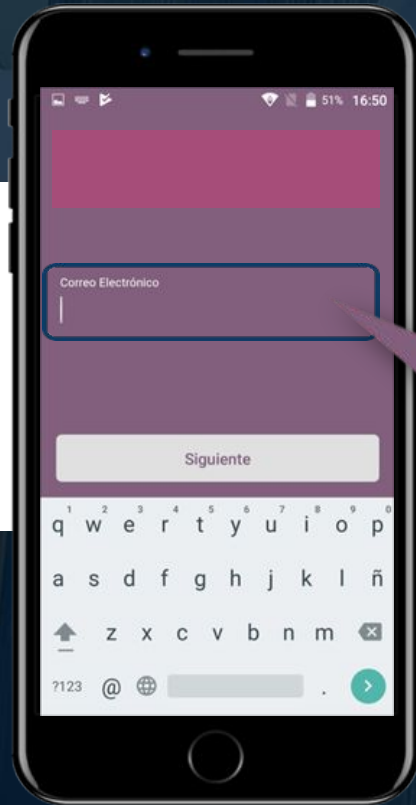 51% 16:50
Correo Electrónico
Siguiente
1 2 3 4 5 6 7 8 9 0
q w e r t y u i o p
a s d f g h j k l ñ
z x c v b n m
?123 @ .